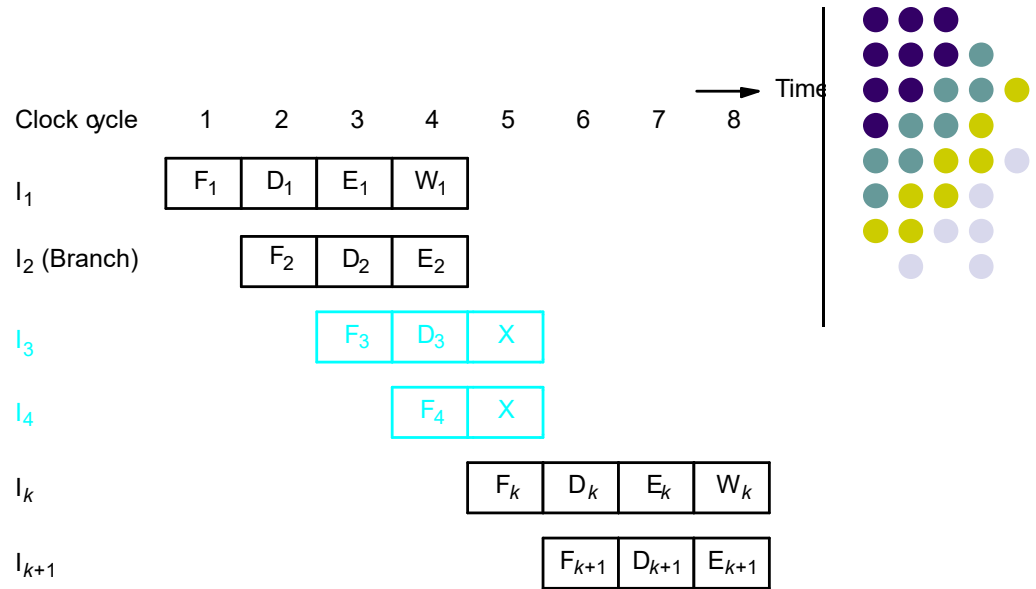 Time
Clock cycle 1 2 3 4 5 6 7 8
I1 F1 D1 E1 W1
I2 (Branch) F2 D2 E2
I3 F3 D3 X
I4 F4 X
Ik Fk Dk Ek Wk
Ik+1 Fk+1 Dk+1 Ek+1